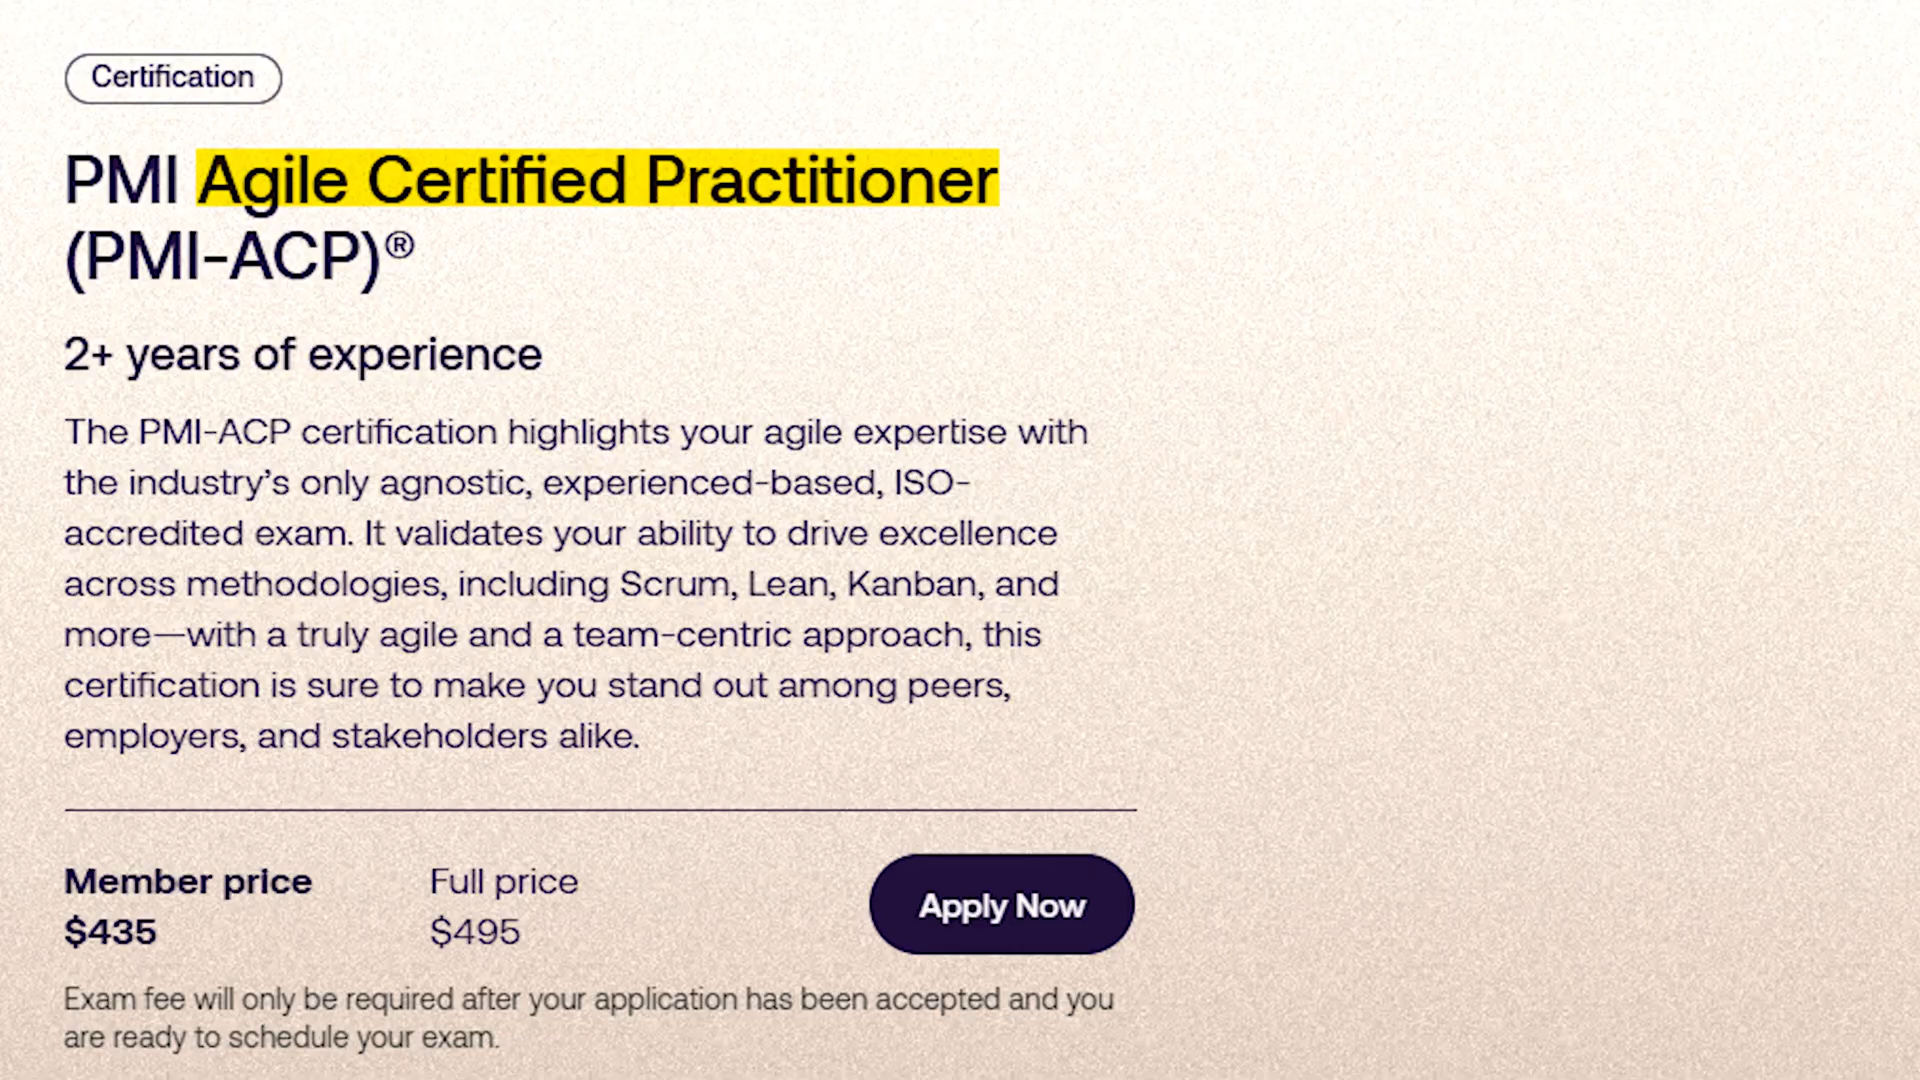 Certification
PMI Agile Certified Practitioner
(PMI-ACP)®
2+ years of experience
The PMI-ACP certification highlights your agile expertise with
the industry’s only agnostic, experienced-based, ISO-
accredited exam. It validates your ability to drive excellence
across methodologies, including Scrum, Lean, Kanban, and
more—with a truly agile and a team-centric approach, this
certification is sure to make you stand out among peers,
employers, and stakeholders alike.
Member price
$435
Full price
$495
Apply Now
Exam fee will only be required after your application has been accepted and you
are ready to schedule your exam.